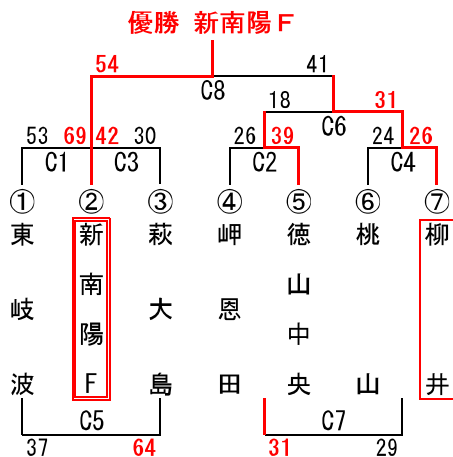 優勝 新南陽F
54 41
C8
18 31
C6
53 69 42 30 26 39 24 26
C1 C3 C2 C4
① ② ③ ④ ⑤ ⑥ ⑦
東岐波
新南陽F
萩大島
岬恩田
徳山中央
桃山
柳井
C5 C7
37 64 31 29